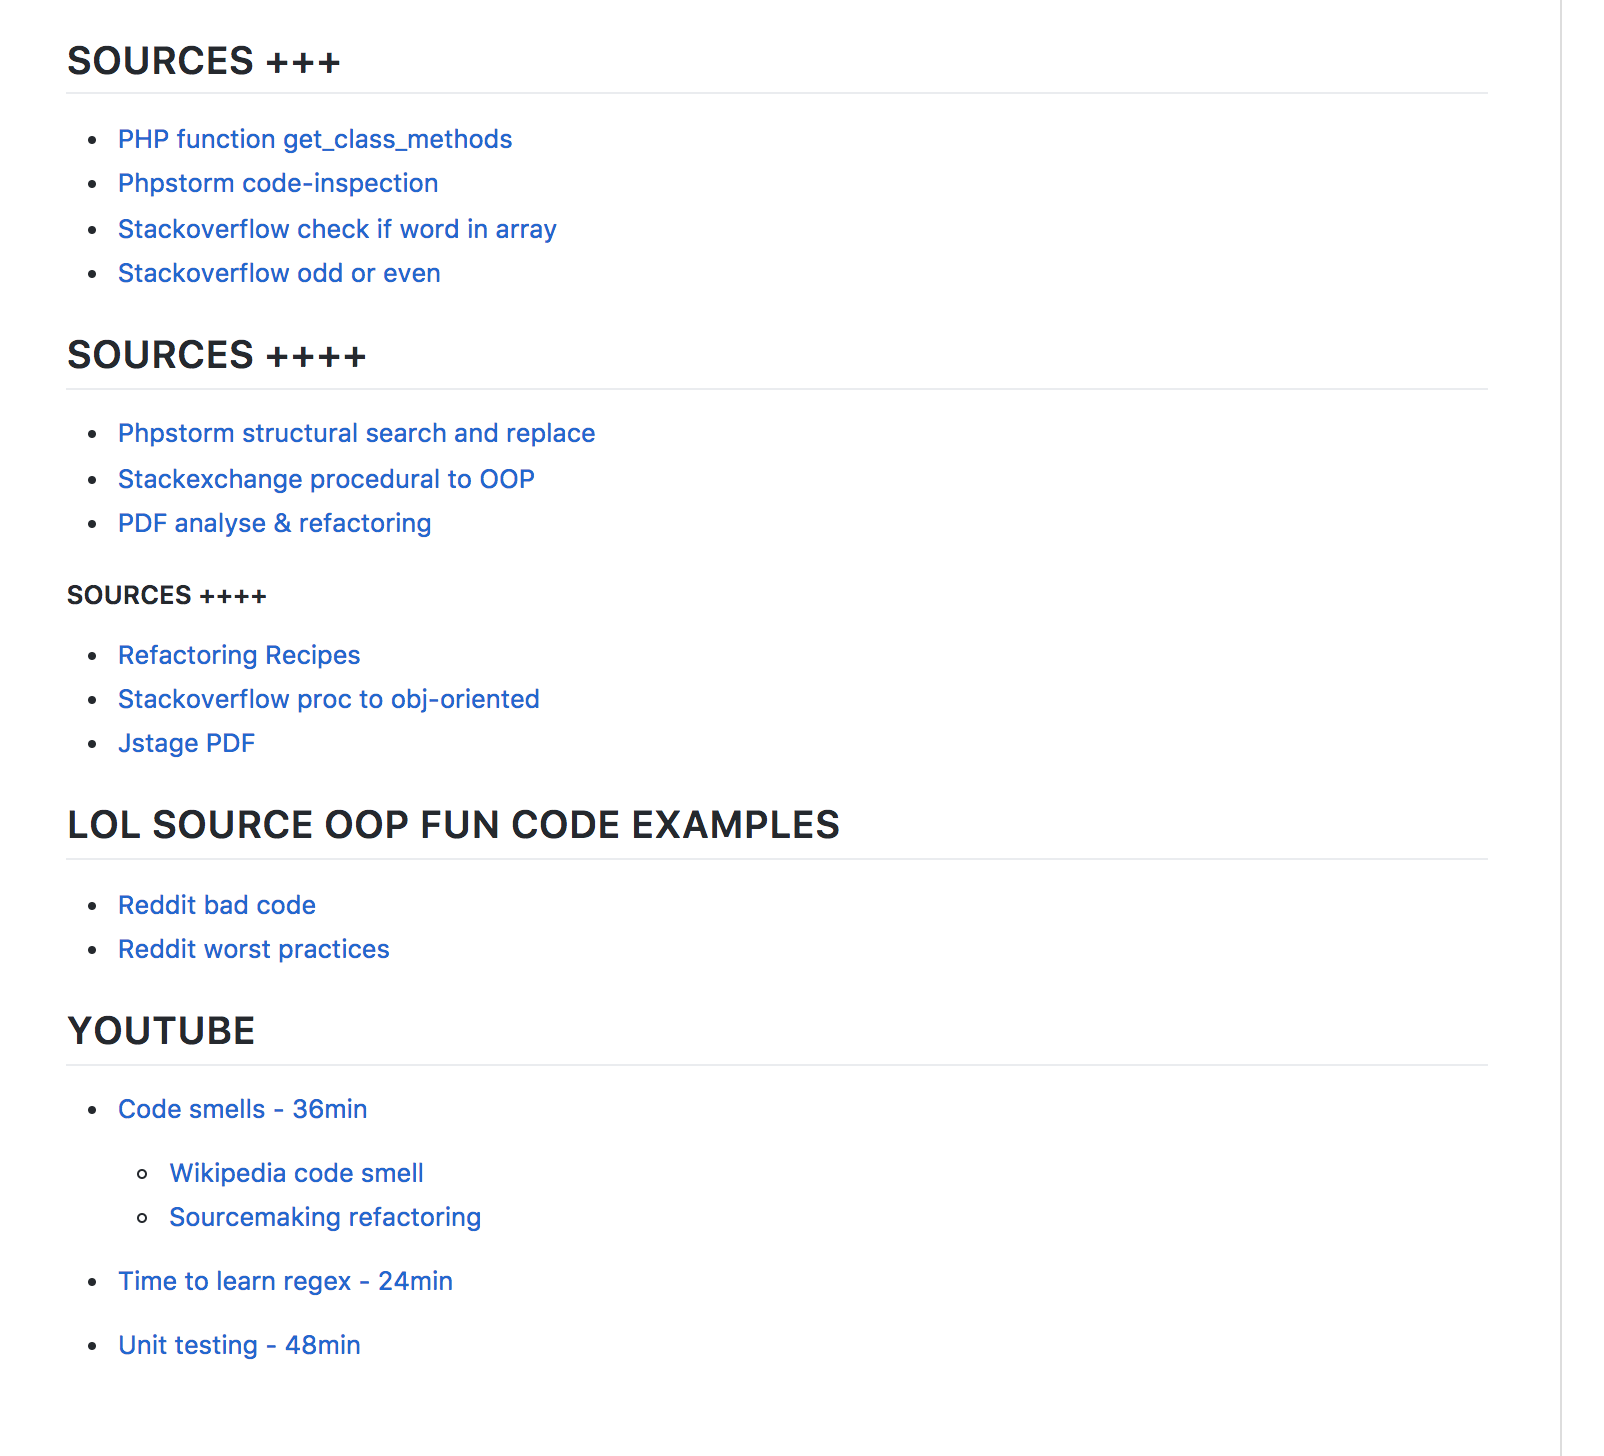 SOURCES +++
PHP function get_class_methods
Phpstorm code-inspection
Stackoverflow check if word in array
Stackoverflow odd or even
SOURCES ++++
Phpstorm structural search and replace
Stackexchange procedural to OOP
PDF analyse & refactoring
SOURCES ++++
Refactoring Recipes
Stackoverflow proc to obj-oriented
Jstage PDF
LOL SOURCE OOP FUN CODE EXAMPLES
Reddit bad code
Reddit worst practices
YOUTUBE
Code smells - 36min
Wikipedia code smell
Sourcemaking refactoring
Time to learn regex - 24min
Unit testing - 48min